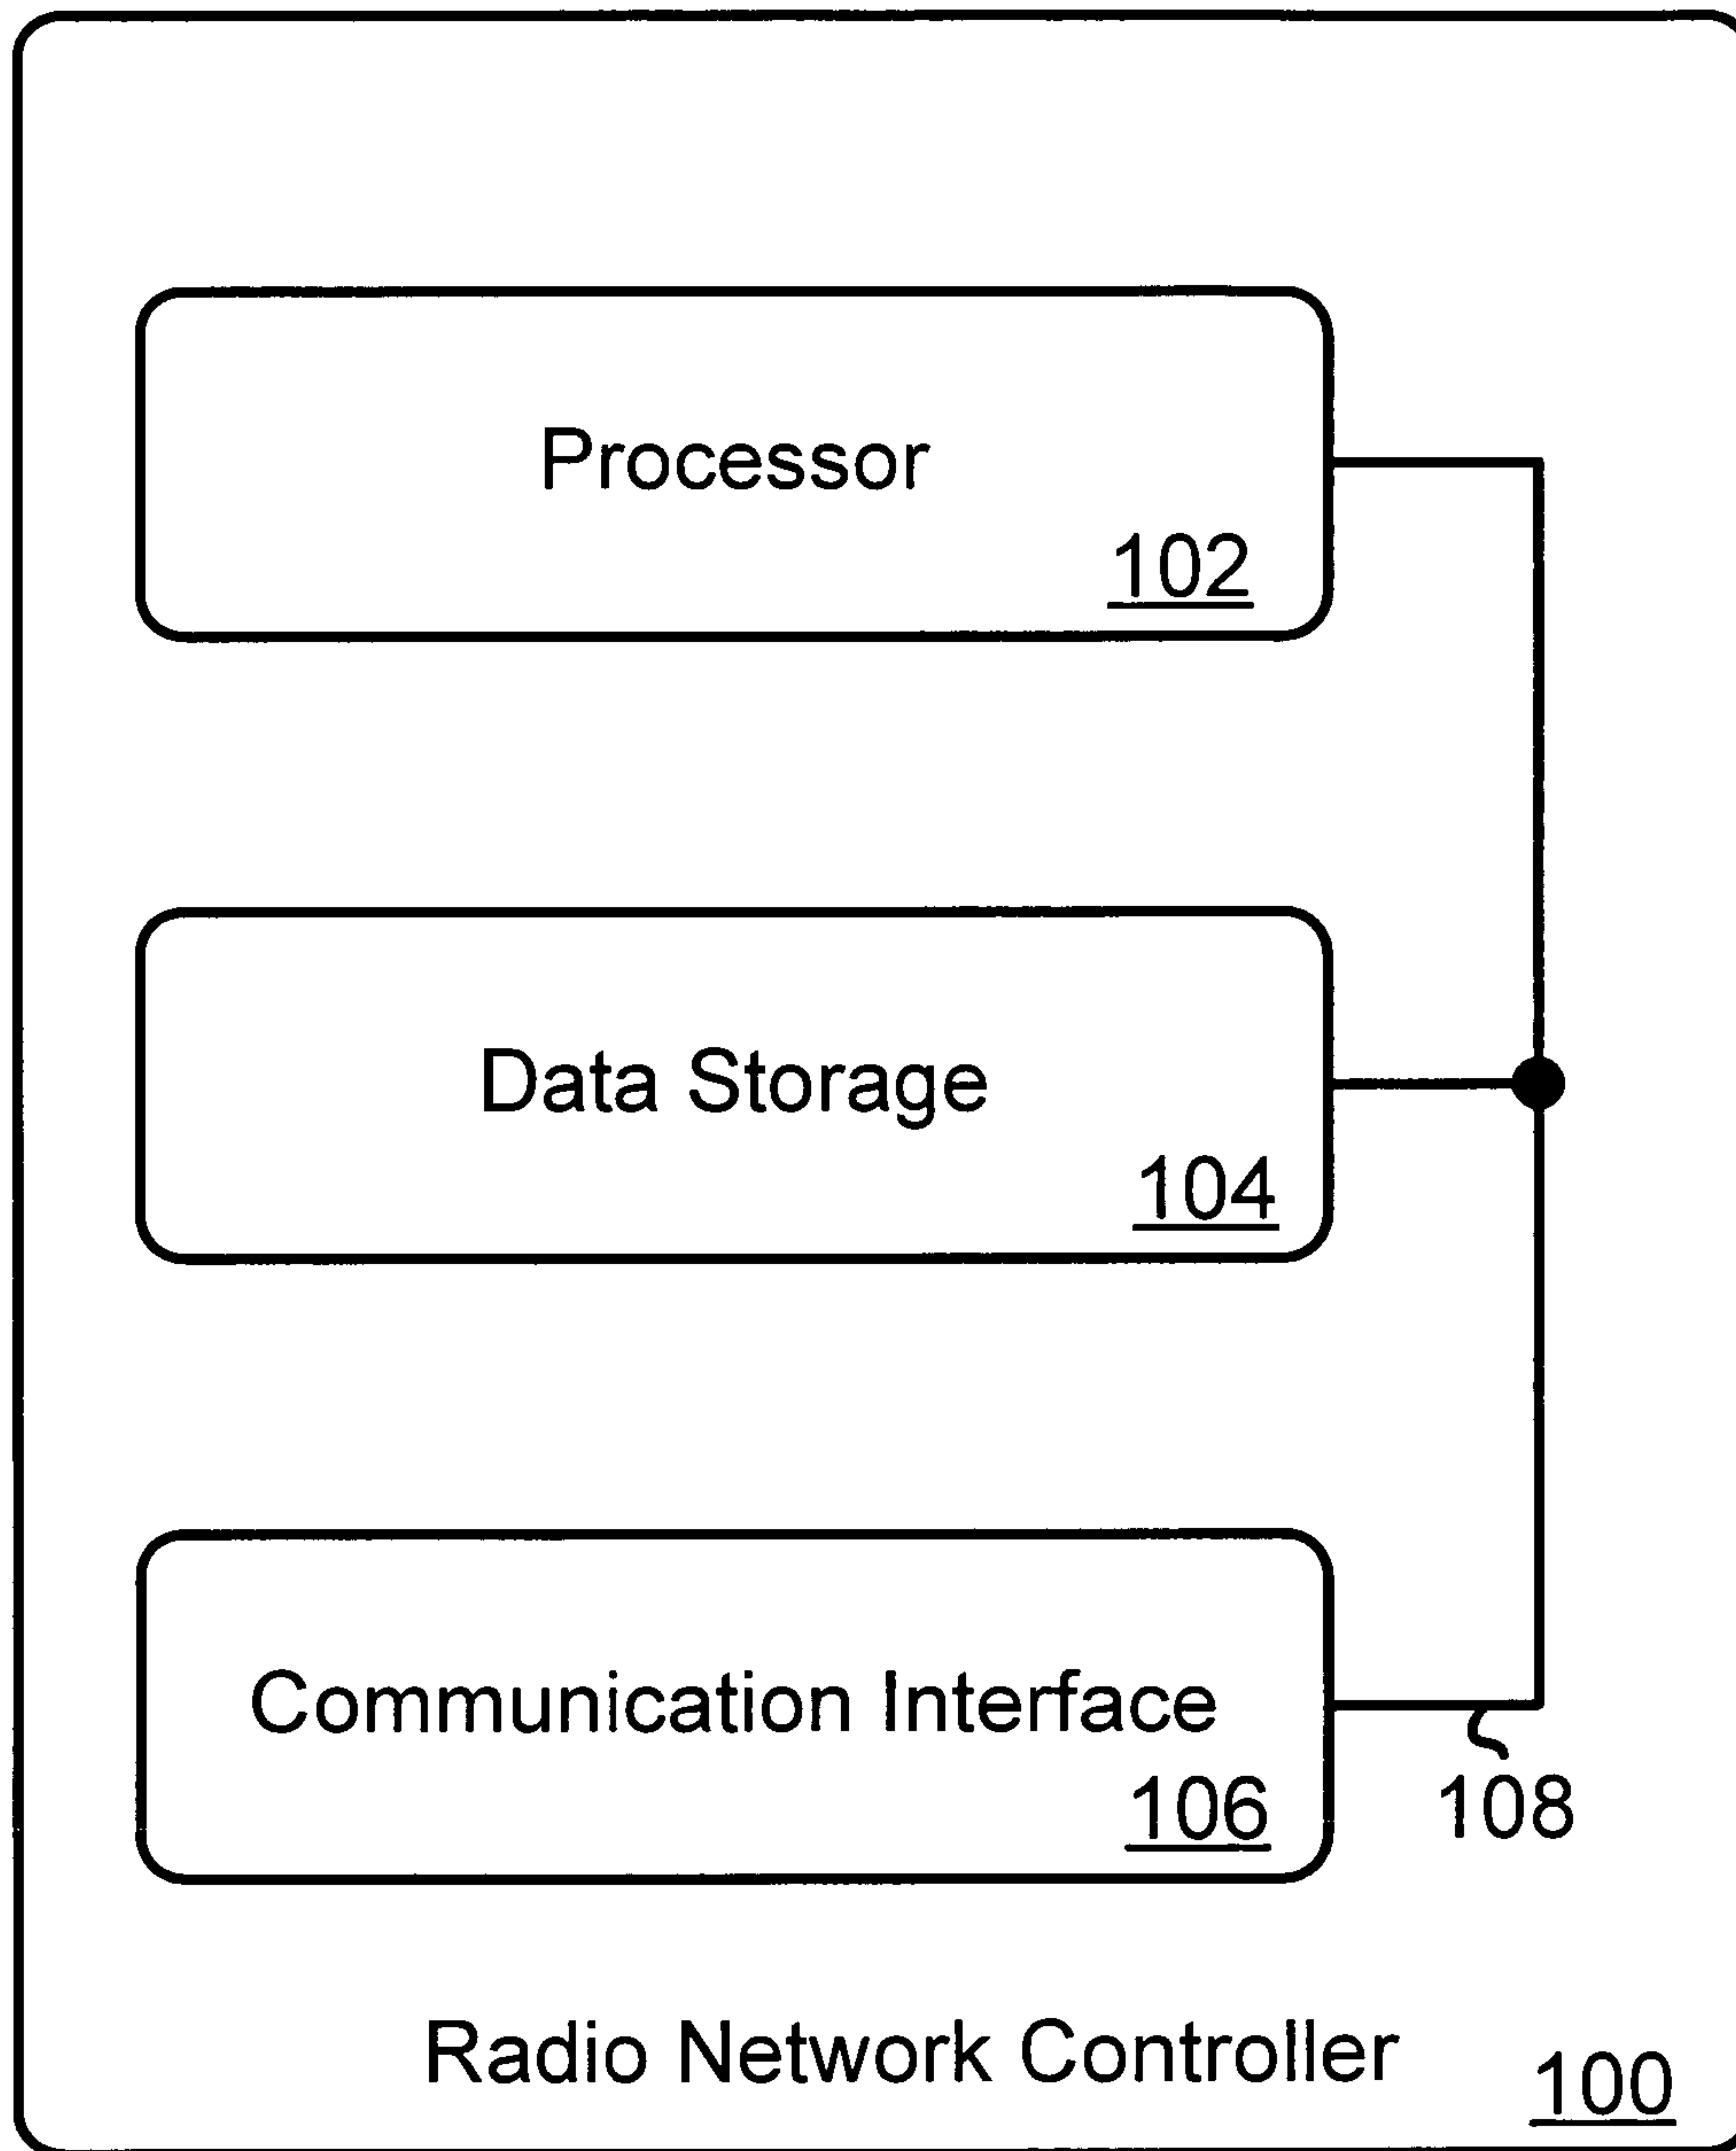 Processor
102
Data Storage
104
Communication Interface
106
108
Radio Network Controller
100